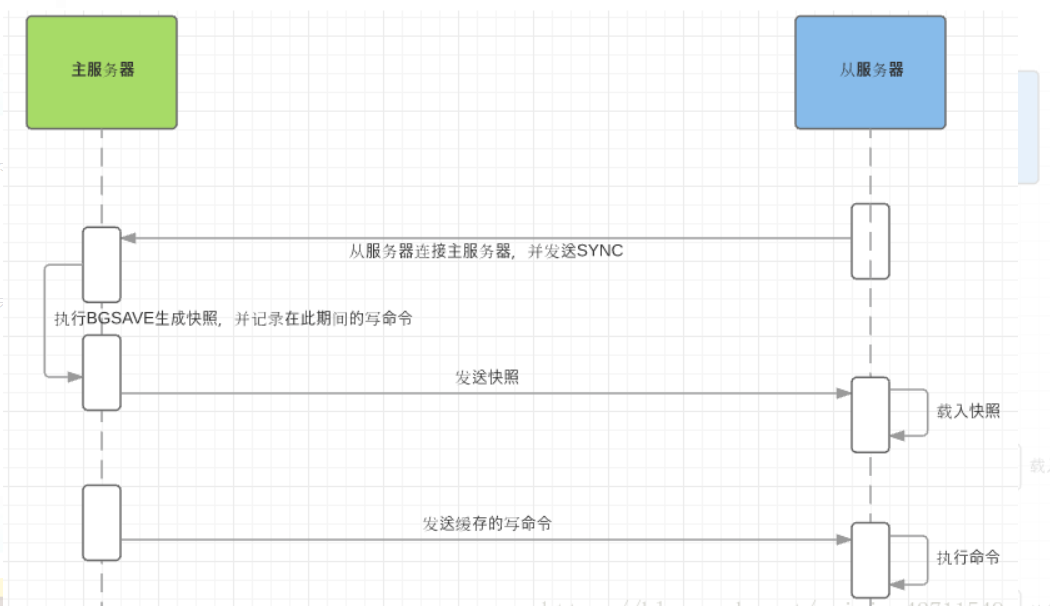 主服务器
从服务器
从服务器连接主服务器，并发送SYNC
执行BGSAVE生成快照，并记录在此期间的写命令
发送快照
载入快照
载
发送缓存的写命令
执行命令